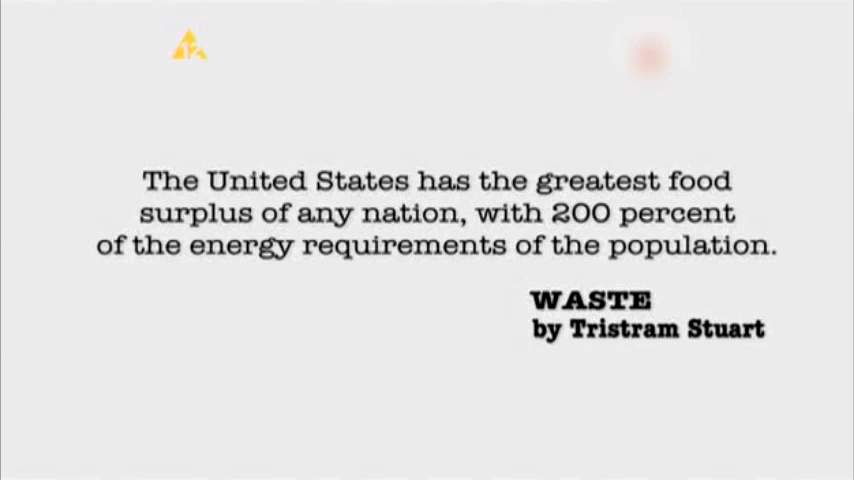 12
The United States has the greatest food
surplus of any nation, with 200 percent
of the energy requirements of the population.
WASTE
by Tristram Stuart